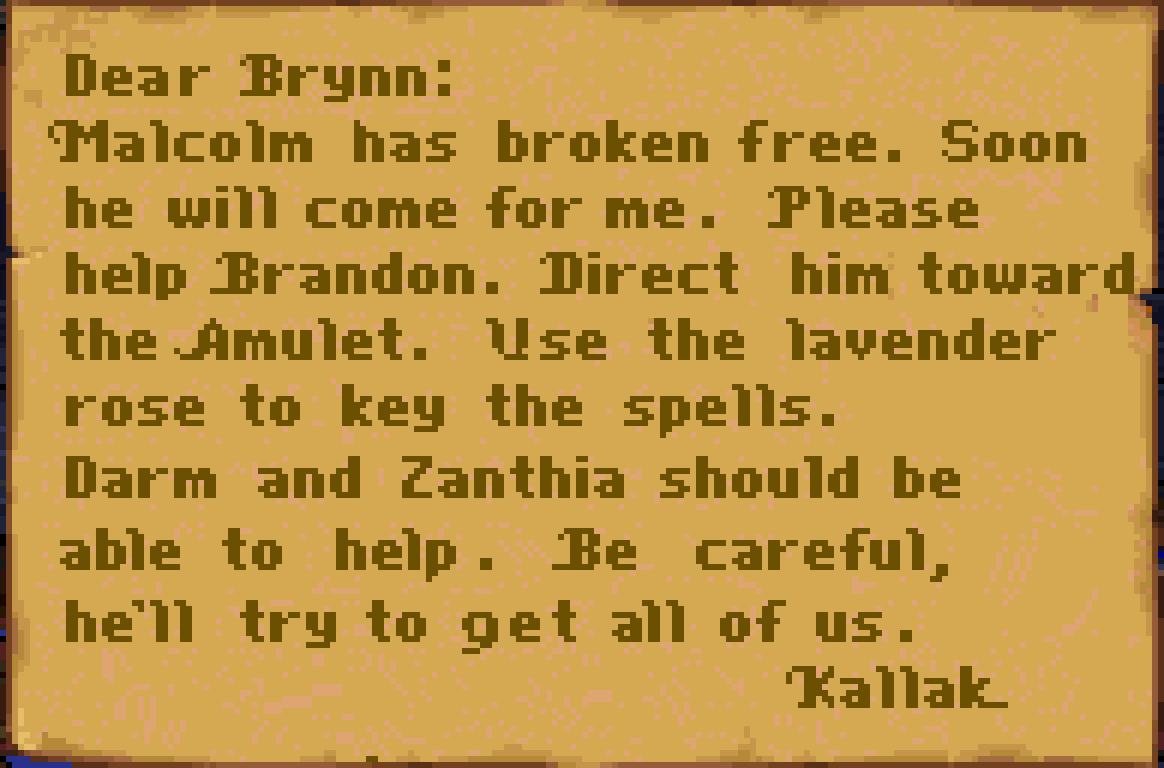 Dear Brynn:
Malcolm has broken free. Soon
he will come for me. Please
help Brandon. Direct him toward
the Amulet. Use the lavender
rose to key the spells.
Darm and Zanthia should be
able to help. Be careful,
he'll try to get all of us.
Kallak